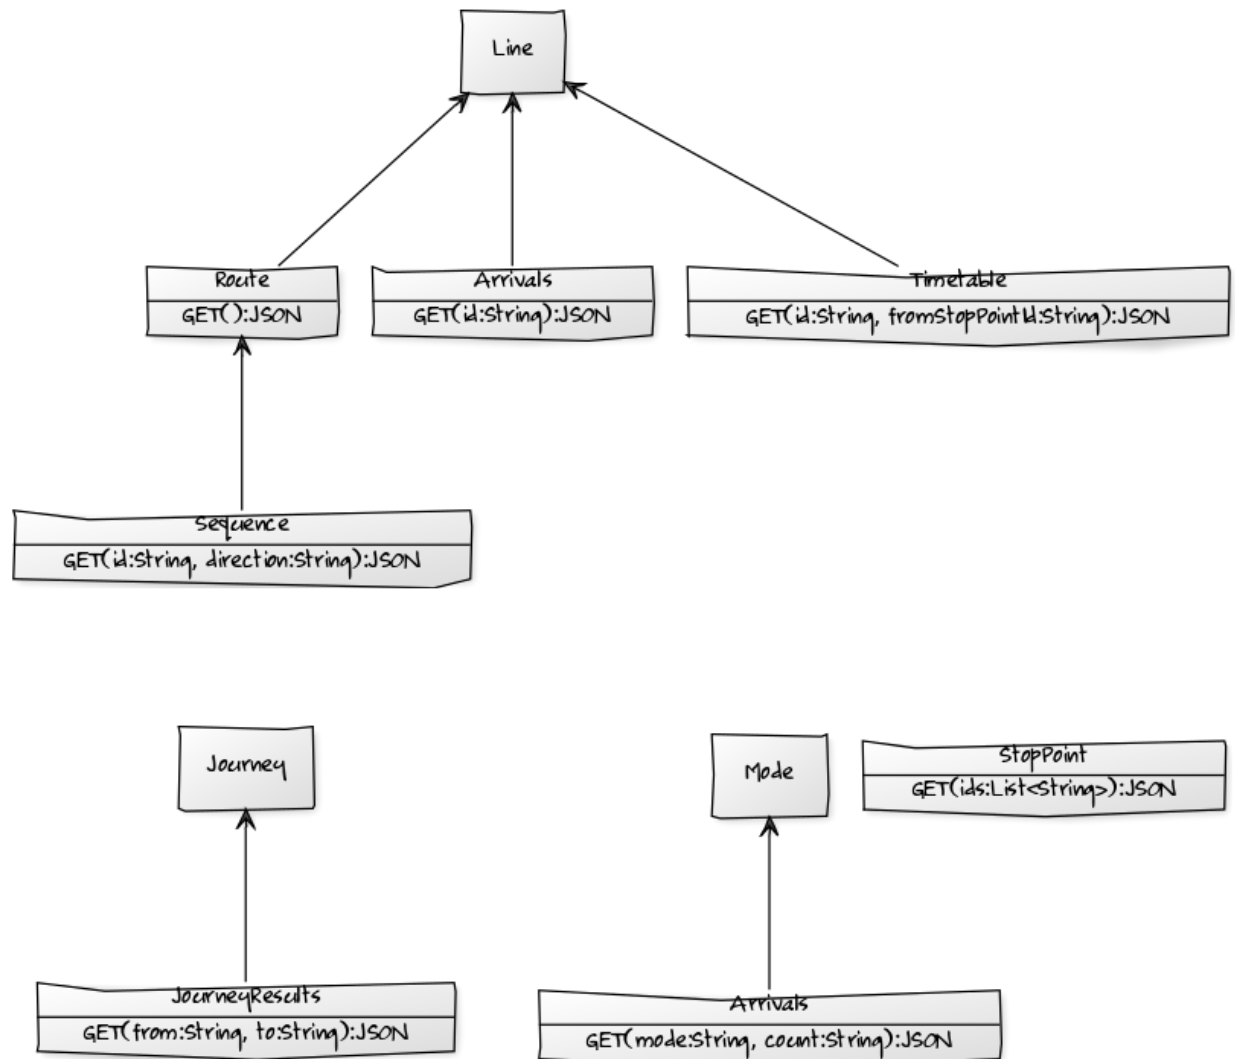 Line
Route
GET():JSON
Arrivals
GET(id:String):JSON
Timetable
GET(id:String, fromStopPointId:String):JSON
Sequence
GET(id:String, direction:String):JSON
Journey
Mode
StopPoint
GET(ids:List<String>):JSON
JourneyResults
GET(from:String, to:String):JSON
Arrivals
GET(mode:String, count:String):JSON